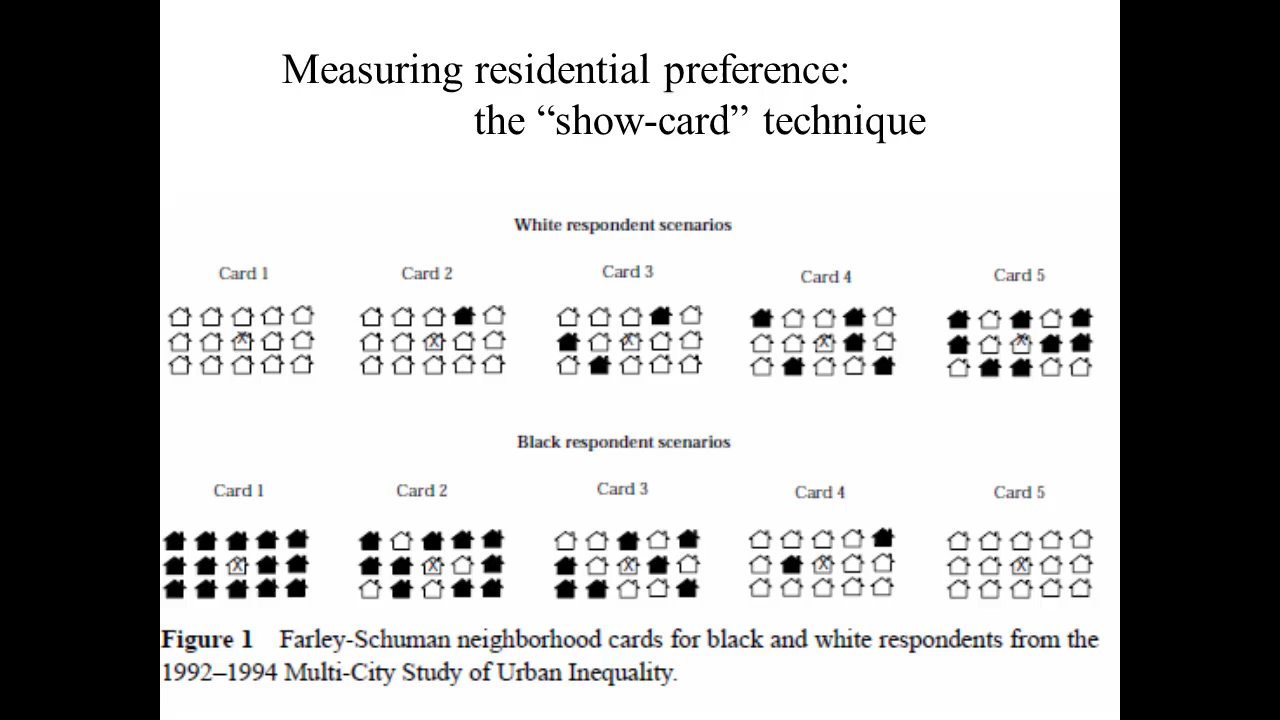 Measuring residential preference:
the “show-card” technique
White respondent scenarios
Card 1 Card 2 Card 3 Card 4 Card 5
X X X X X
Black respondent scenarios
Card 1 Card 2 Card 3 Card 4 Card 5
X X X X X
Figure 1 Farley-Schuman neighborhood cards for black and white respondents from the
1992–1994 Multi-City Study of Urban Inequality.